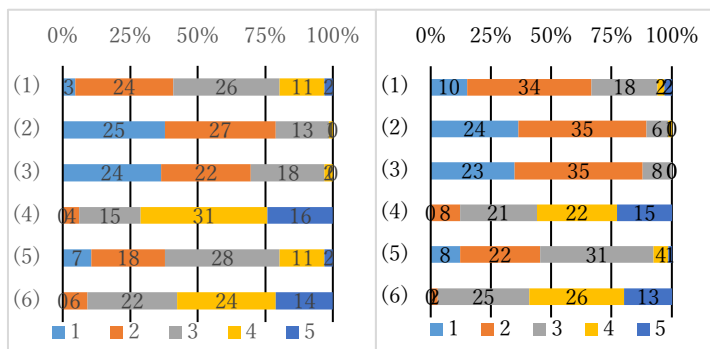 0% 25% 50% 75% 100%
(1) 3 24 26 11 2
(2) 25 27 13 0
(3) 24 22 18 2 0
(4) 0 4 15 31 16
(5) 7 18 28 11 2
(6) 0 6 22 24 14
1 2 3 4 5
0% 25% 50% 75% 100%
(1) 10 34 18 2 2
(2) 24 35 6 0
(3) 23 35 8 0
(4) 0 8 21 22 15
(5) 8 22 31 4 1
(6) 0 2 25 26 13
1 2 3 4 5